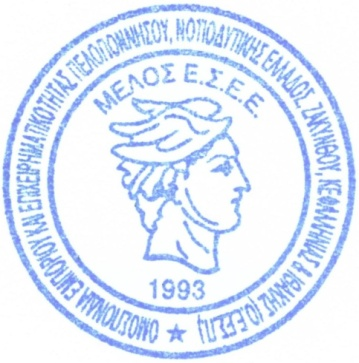 ΟΜΟΣΠΟΝΔΙΑ ΕΜΠΟΡΙΟΥ ΚΑΙ ΕΠΙΧΕΙΡΗΜΑΤΙΚΟΤΗΤΑΣ ΠΕΛΟΠΟΝΝΗΣΟΥ, ΝΟΤΙΟΔΥΤΙΚΗΣ ΕΛΛΑΔΟΣ, ΖΑΚΥΝΘΟΥ, ΚΕΦΑΛΛΗΝΙΑΣ & ΙΘΑΚΗΣ
ΜΕΛΟΣ Ε.Σ.Ε.Ε.
1993